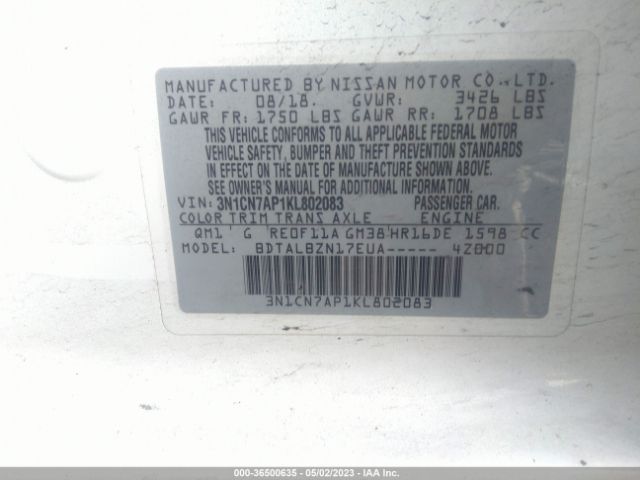 MANUFACTURED BY NISSAN MOTOR CO., LTD.
DATE: 08/18. GVWR: 3426 LBS
GAWR FR: 1750 LBS GAWR RR: 1708 LBS
THIS VEHICLE CONFORMS TO ALL APPLICABLE FEDERAL MOTOR
VEHICLE SAFETY, BUMPER AND THEFT PREVENTION STANDARDS
IN EFFECT ON THE DATE OF MANUFACTURE SHOWN ABOVE.
SEE OWNER'S MANUAL FOR ADDITIONAL INFORMATION.
VIN: 3N1CN7AP1KL802083 PASSENGER CAR.
COLOR TRIM TRANS AXLE ENGINE
QM1 G RE0F11A GM38 HR16DE 1598 CC
MODEL: BDTALBZN17EUA----- 4Z000
3N1CN7AP1KL802083
000-36500635 - 05/02/2023 - IAA Inc.